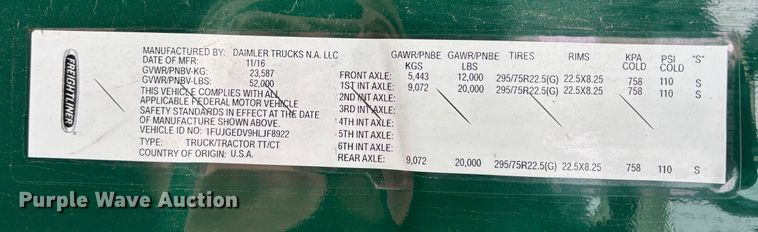 FREIGHTLINER
MANUFACTURED BY: DAIMLER TRUCKS N.A. LLC
DATE OF MFR: 11/16
GVWR/PNBV-KG: 23,587
GVWR/PNBV-LBS: 52,000
THIS VEHICLE COMPLIES WITH ALL
APPLICABLE FEDERAL MOTOR VEHICLE
SAFETY STANDARDS IN EFFECT AT THE DATE
OF MANUFACTURE SHOWN ABOVE.
VEHICLE ID NO: 1FUJGEDV9HLJF8922
TYPE: TRUCK/TRACTOR TT/CT
COUNTRY OF ORIGIN: U.S.A.
GAWR/PNBE KGS GAWR/PNBE LBS TIRES RIMS KPA COLD PSI COLD "S"
FRONT AXLE: 5,443 12,000 295/75R22.5(G) 22.5X8.25 758 110 S
1ST INT AXLE: 9,072 20,000 295/75R22.5(G) 22.5X8.25 758 110 S
2ND INT AXLE:
3RD INT AXLE:
4TH INT AXLE:
5TH INT AXLE:
6TH INT AXLE:
REAR AXLE: 9,072 20,000 295/75R22.5(G) 22.5X8.25 758 110 S
Purple Wave Auction